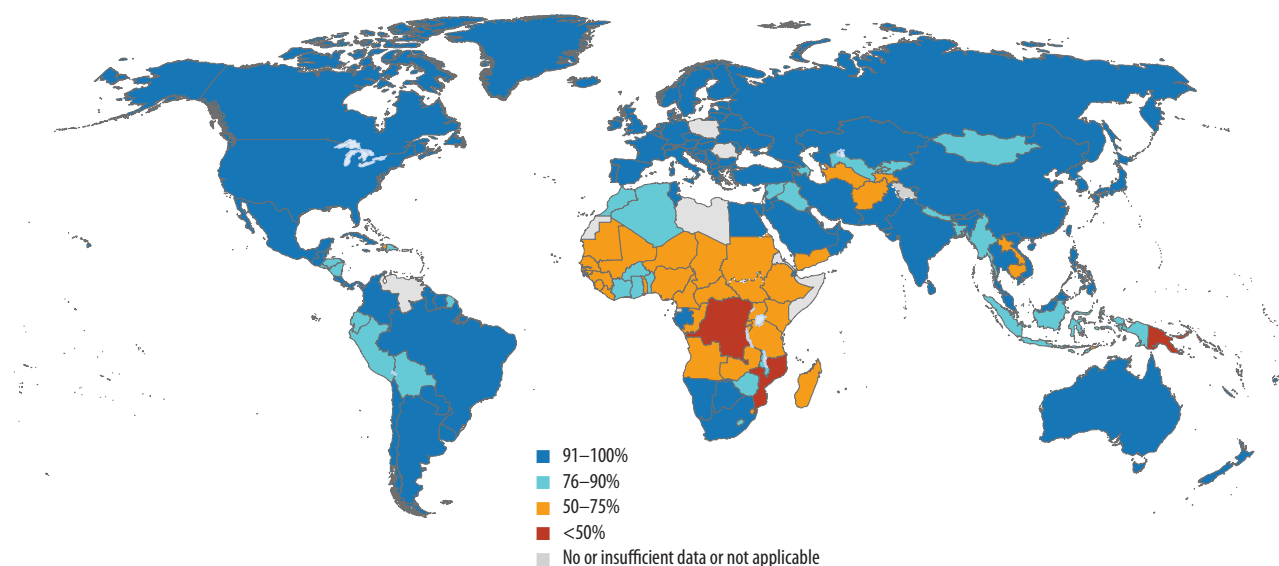 91–100%
76–90%
50–75%
<50%
No or insufficient data or not applicable